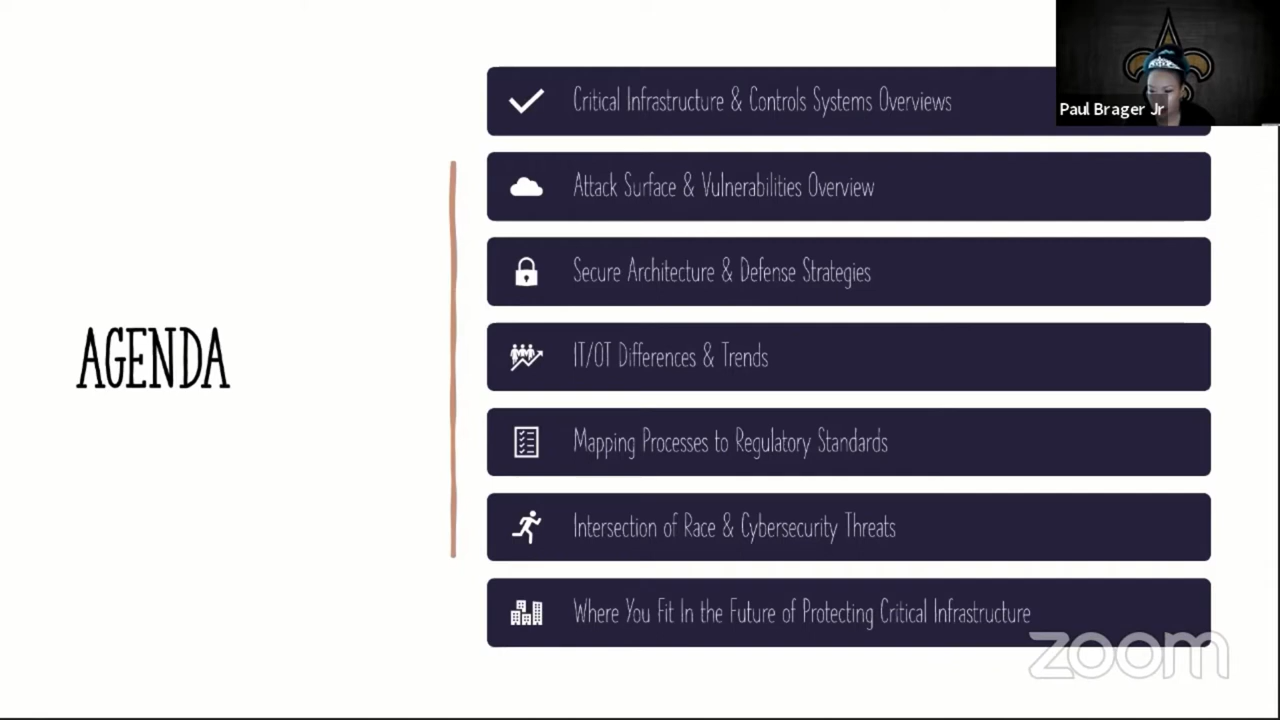 Critical Infrastructure & Controls Systems Overviews
Paul Brager Jr
Attack Surface & Vulnerabilities Overview
Secure Architecture & Defense Strategies
AGENDA
IT/OT Differences & Trends
Mapping Processes to Regulatory Standards
Intersection of Race & Cybersecurity Threats
Where You Fit In the Future of Protecting Critical Infrastructure
zoom